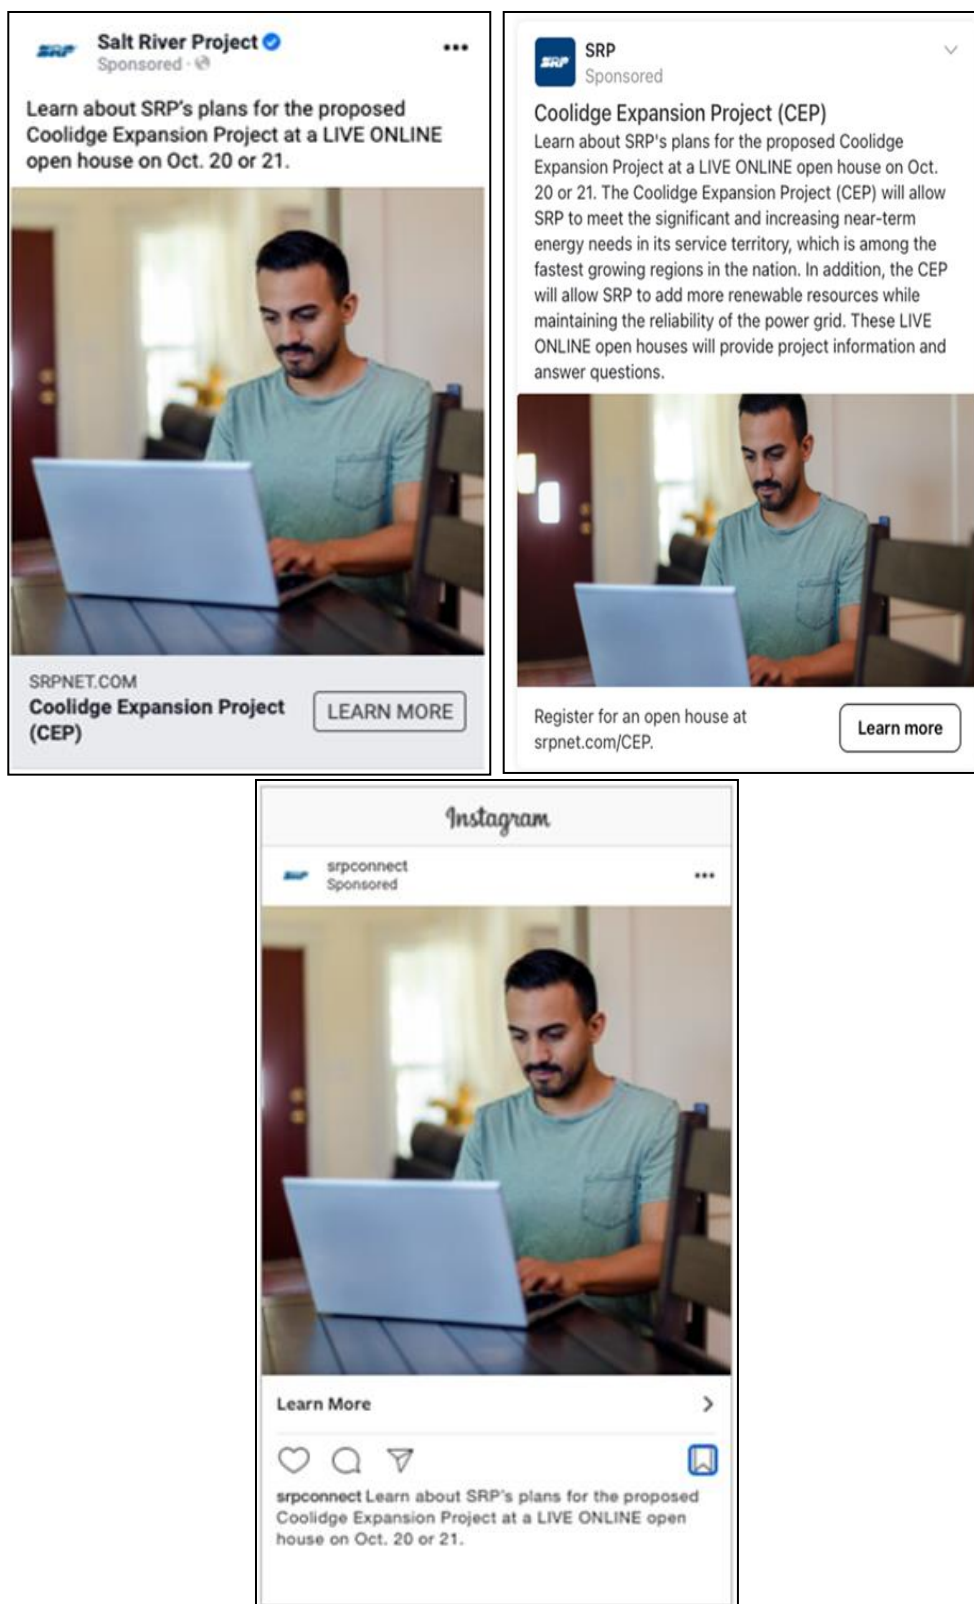 SRP
Salt River Project
Sponsored ·
Learn about SRP's plans for the proposed
Coolidge Expansion Project at a LIVE ONLINE
open house on Oct. 20 or 21.
SRPNET.COM
Coolidge Expansion Project
(CEP)
LEARN MORE
SRP
SRP
Sponsored
Coolidge Expansion Project (CEP)
Learn about SRP's plans for the proposed Coolidge
Expansion Project at a LIVE ONLINE open house on Oct.
20 or 21. The Coolidge Expansion Project (CEP) will allow
SRP to meet the significant and increasing near-term
energy needs in its service territory, which is among the
fastest growing regions in the nation. In addition, the CEP
will allow SRP to add more renewable resources while
maintaining the reliability of the power grid. These LIVE
ONLINE open houses will provide project information and
answer questions.
Register for an open house at
srpnet.com/CEP.
Learn more
Instagram
SRP
srpconnect
Sponsored
Learn More
srpconnect Learn about SRP's plans for the proposed
Coolidge Expansion Project at a LIVE ONLINE open
house on Oct. 20 or 21.